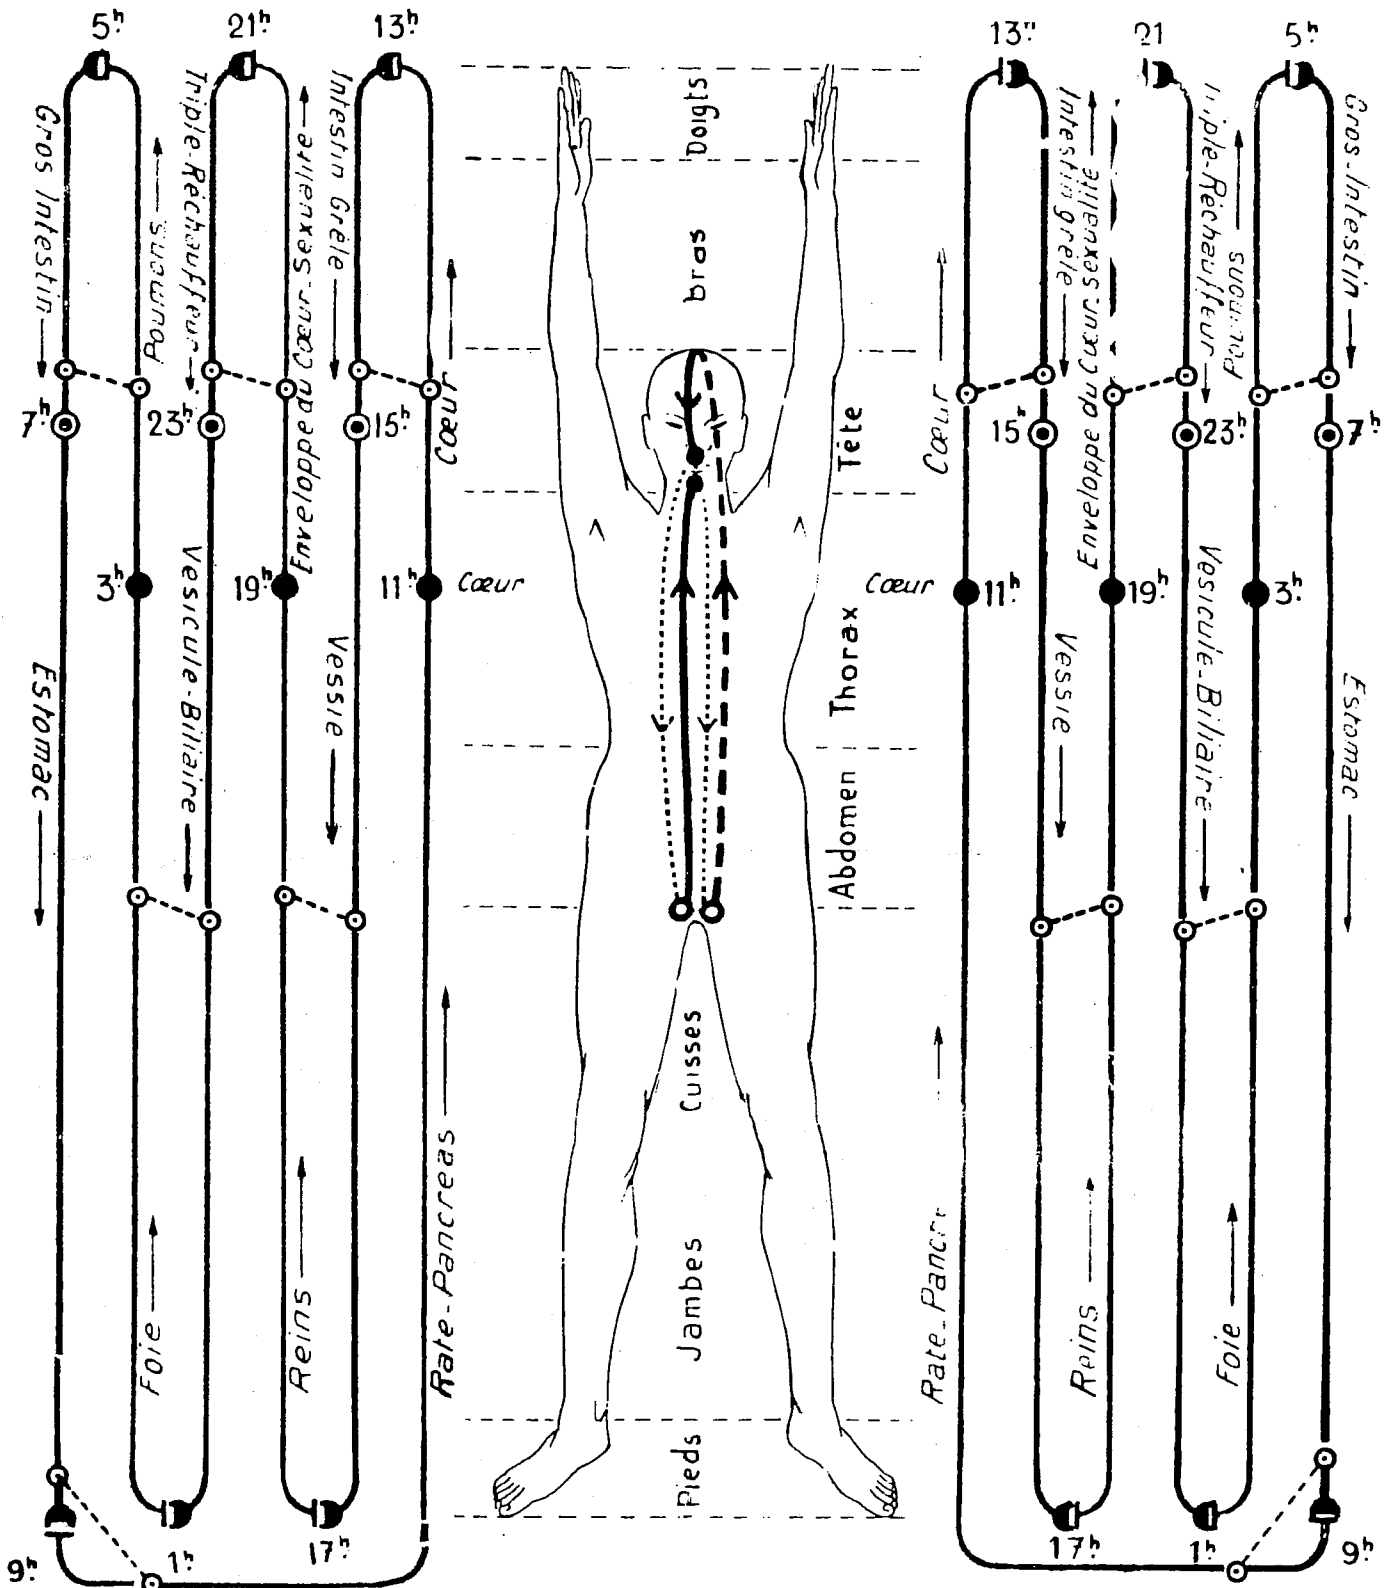 5ʰ
21ʰ
13ʰ
13ʰ
21
5ʰ
Gros Intestin
Poumons
Triple-Réchauffeur
Enveloppe du Cœur-Sexualité
Intestin Grêle
Cœur
Doigts
bras
Tête
Thorax
Abdomen
Cuisses
Jambes
Pieds
Cœur
Intestin grêle
Enveloppe du Cœur sexualité
Triple-Réchauffeur
Gros-Intestin
7ʰ
23ʰ
15ʰ
15
23ʰ
7ʰ
3ʰ
19ʰ
11ʰ
Cœur
Cœur
11ʰ
19ʰ
3ʰ
Estomac
Vesicule-Biliaire
Vessie
Vessie
Vesicule-Biliaire
Estomac
Foie
Reins
Rate-Pancreas
Rate-Pancr
Reins
Foie
9ʰ
1ʰ
17ʰ
17ʰ
1ʰ
9ʰ